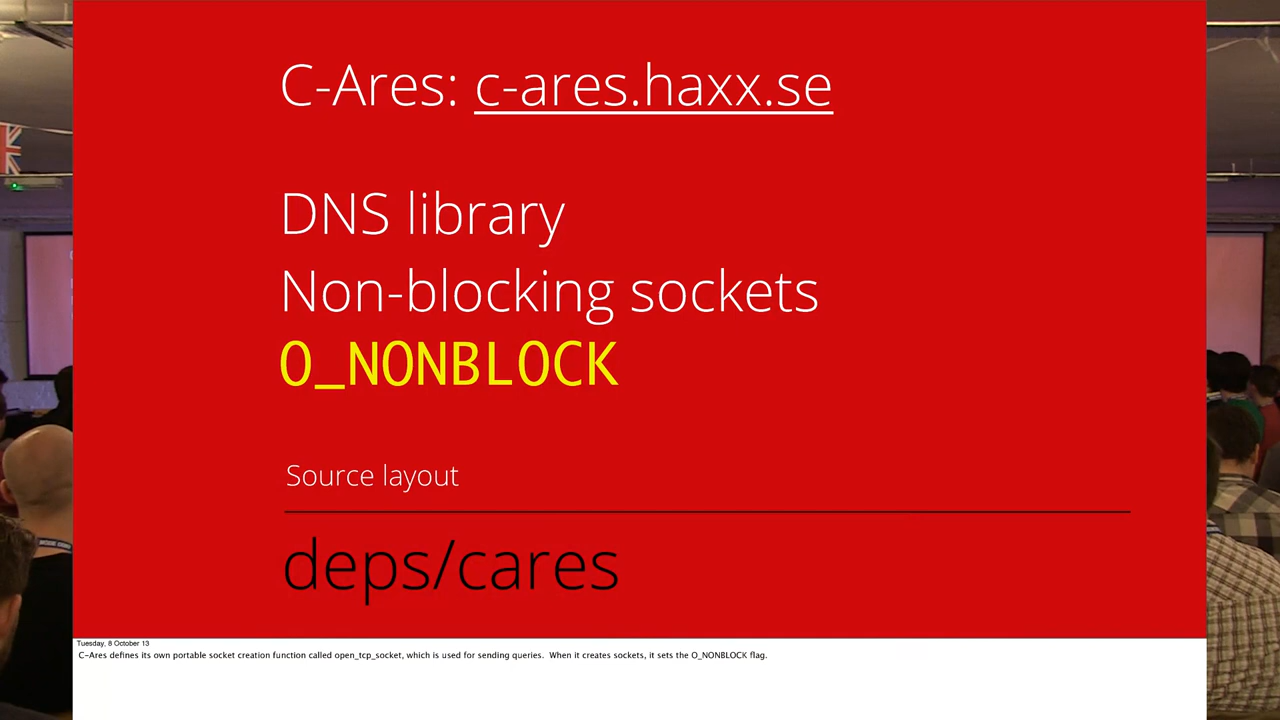 C-Ares: c-ares.haxx.se
DNS library
Non-blocking sockets
O_NONBLOCK
Source layout
deps/cares
Tuesday, 8 October 13
C-Ares defines its own portable socket creation function called open_tcp_socket, which is used for sending queries. When it creates sockets, it sets the O_NONBLOCK flag.